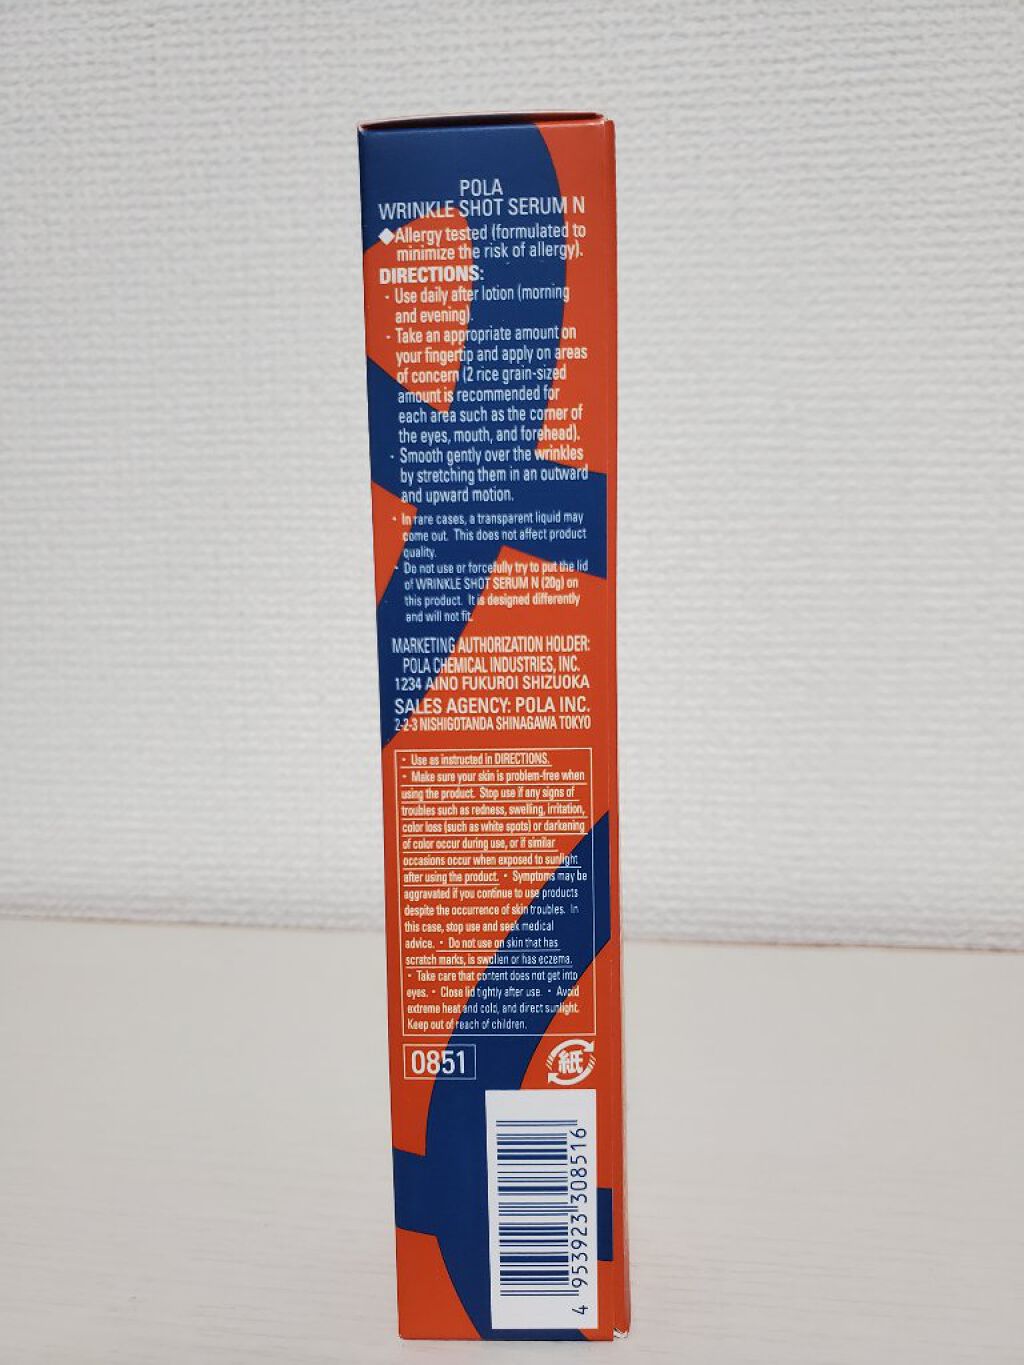 POLA
WRINKLE SHOT SERUM N
◆Allergy tested (formulated to
minimize the risk of allergy).
DIRECTIONS:
・Use daily after lotion (morning
and evening).
・Take an appropriate amount on
your fingertip and apply on areas
of concern (2 rice grain-sized
amount is recommended for
each area such as the corner of
the eyes, mouth, and forehead).
・Smooth gently over the wrinkles
by stretching them in an outward
and upward motion.
・In rare cases, a transparent liquid may
come out. This does not affect product
quality.
・Do not use or forcefully try to put the lid
of WRINKLE SHOT SERUM N (20g) on
this product. It is designed differently
and will not fit.
MARKETING AUTHORIZATION HOLDER:
POLA CHEMICAL INDUSTRIES, INC.
1234 AINO FUKUROI SHIZUOKA
SALES AGENCY: POLA INC.
2-2-3 NISHIGOTANDA SHINAGAWA TOKYO
・Use as instructed in DIRECTIONS.
・Make sure your skin is problem-free when
using the product. Stop use if any signs of
troubles such as redness, swelling, irritation,
color loss (such as white spots) or darkening
of color occur during use, or if similar
occasions occur when exposed to sunlight
after using the product. ・Symptoms may be
aggravated if you continue to use products
despite the occurrence of skin troubles. In
this case, stop use and seek medical
advice. ・Do not use on skin that has
scratch marks, is swollen or has eczema.
・Take care that content does not get into
eyes. ・Close lid tightly after use. ・Avoid
extreme heat and cold, and direct sunlight.
Keep out of reach of children.
0851
紙
4 953923 308516